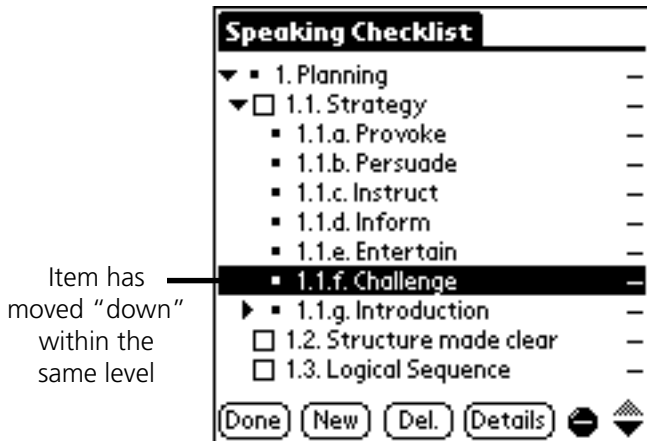 Speaking Checklist
1. Planning
1.1. Strategy
1.1.a. Provoke
1.1.b. Persuade
1.1.c. Instruct
1.1.d. Inform
1.1.e. Entertain
1.1.f. Challenge
1.1.g. Introduction
1.2. Structure made clear
1.3. Logical Sequence
Done New Del. Details
Item has
moved “down”
within the
same level